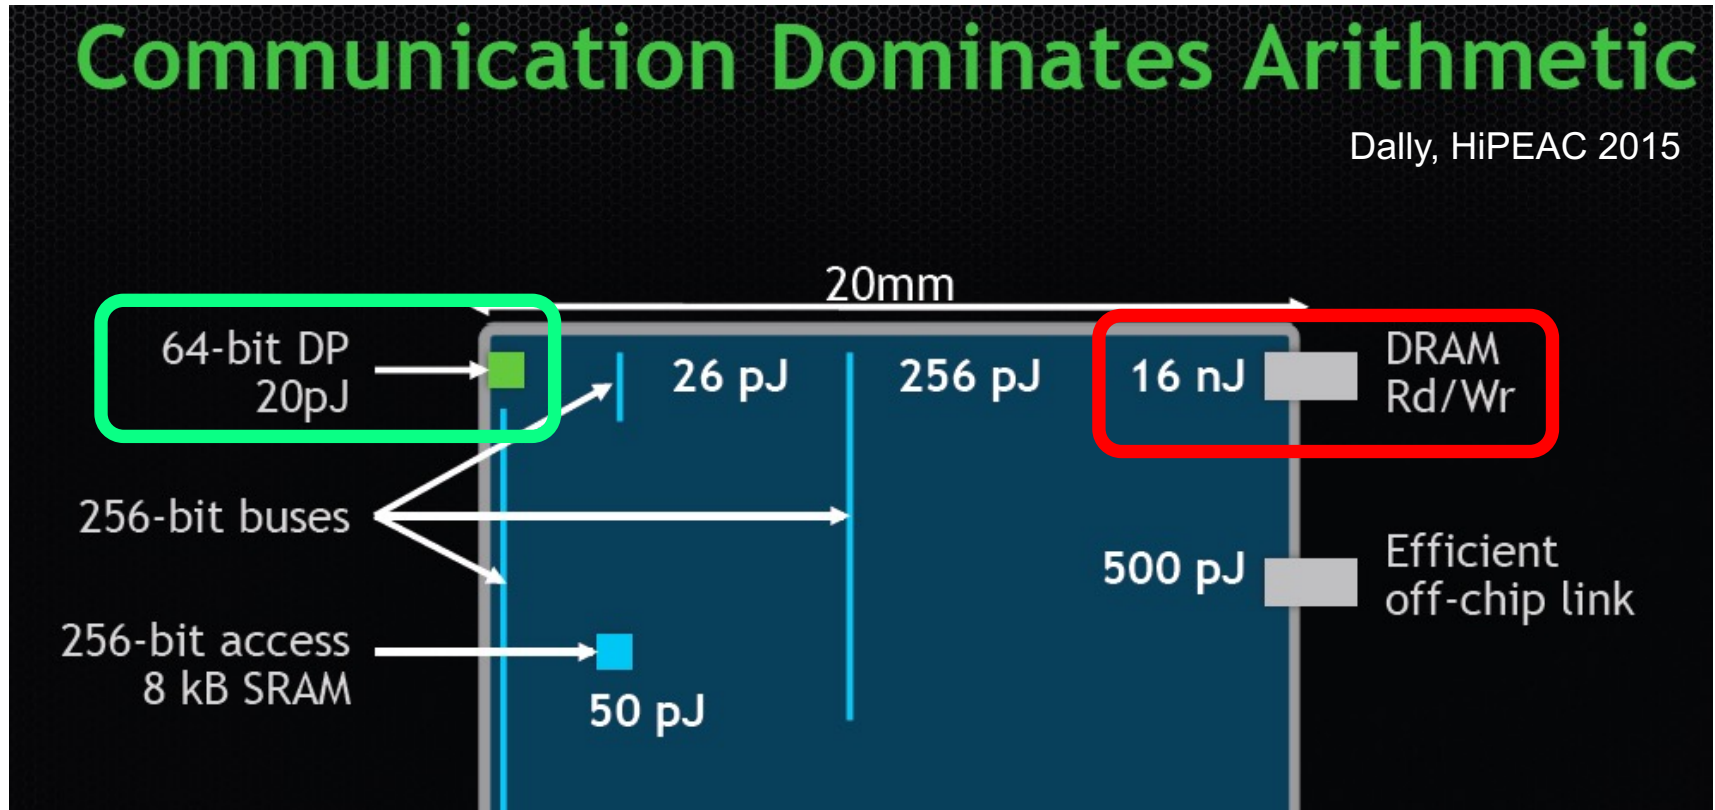 Communication Dominates Arithmetic
Dally, HiPEAC 2015
20mm
64-bit DP
20pJ
26 pJ
256 pJ
16 nJ
DRAM
Rd/Wr
256-bit buses
500 pJ
Efficient
off-chip link
256-bit access
8 kB SRAM
50 pJ